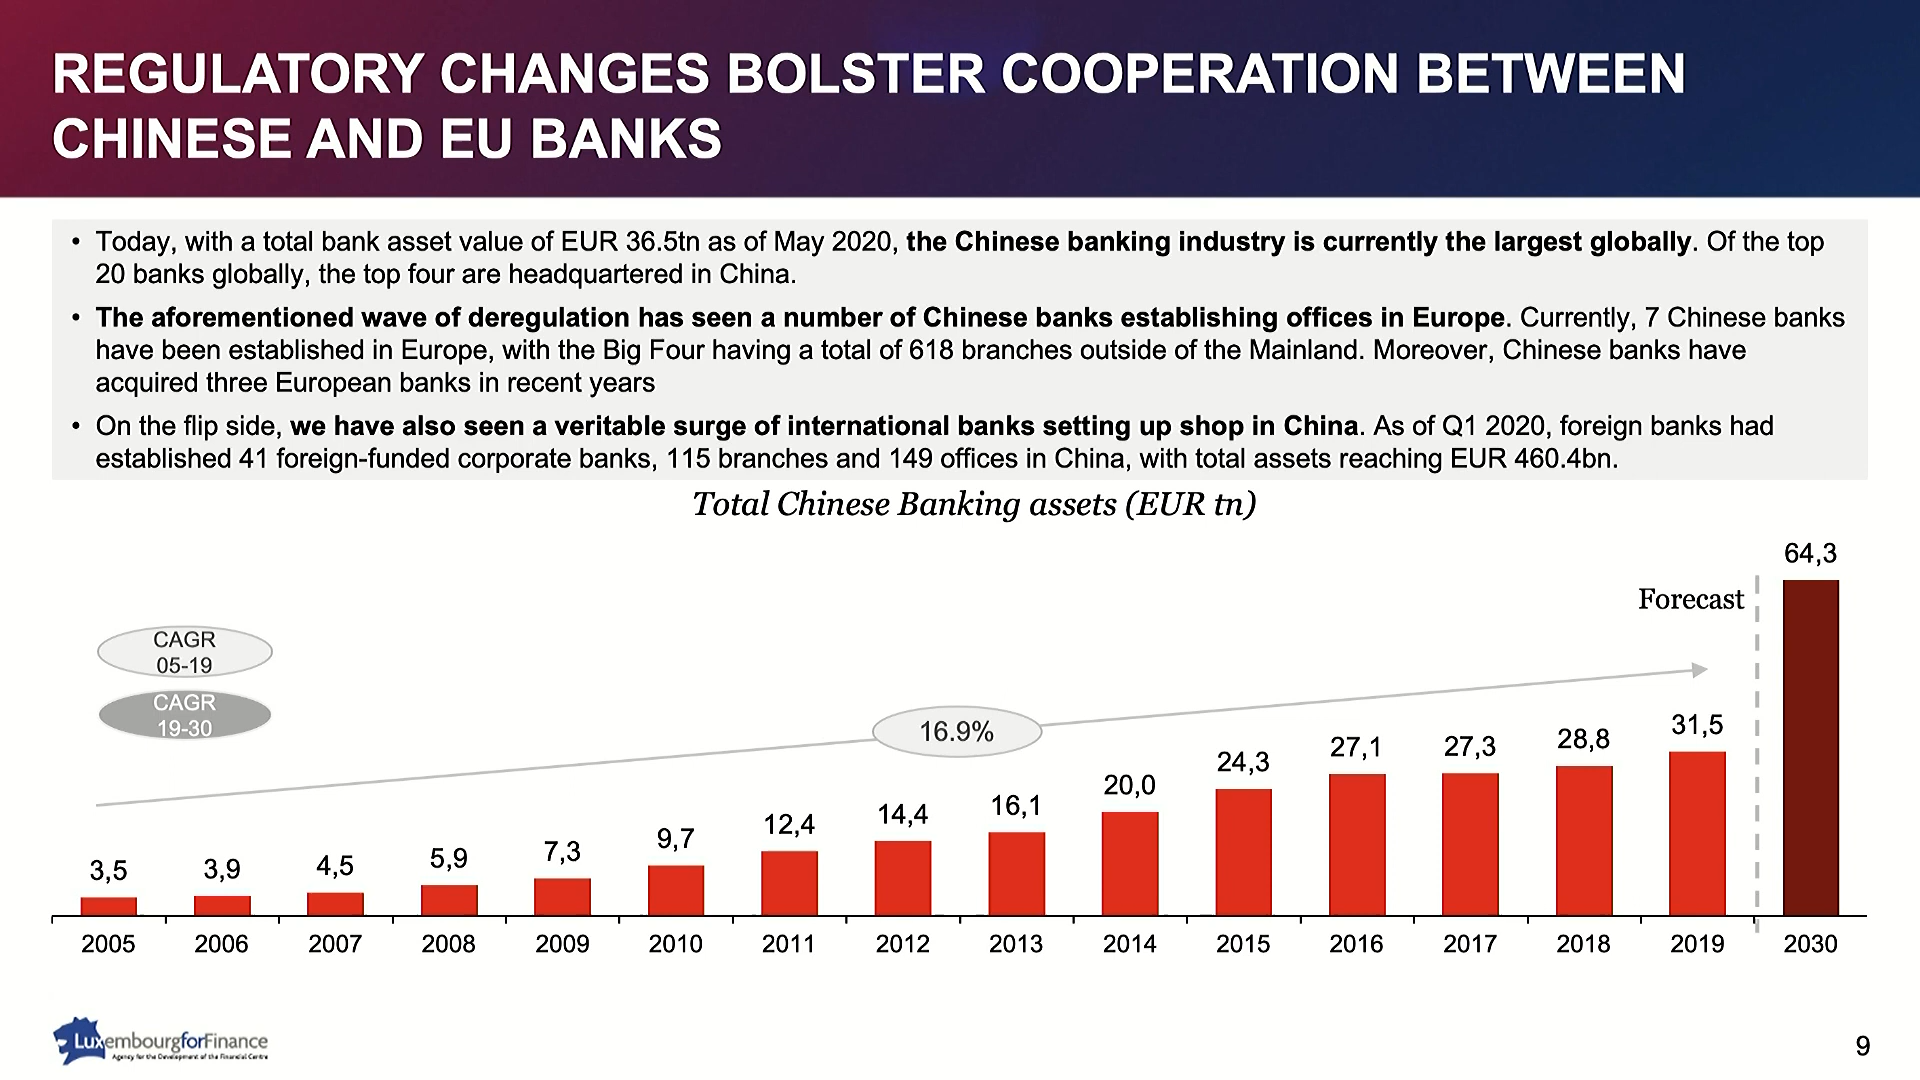 REGULATORY CHANGES BOLSTER COOPERATION BETWEEN
CHINESE AND EU BANKS
• Today, with a total bank asset value of EUR 36.5tn as of May 2020, the Chinese banking industry is currently the largest globally. Of the top
20 banks globally, the top four are headquartered in China.
• The aforementioned wave of deregulation has seen a number of Chinese banks establishing offices in Europe. Currently, 7 Chinese banks
have been established in Europe, with the Big Four having a total of 618 branches outside of the Mainland. Moreover, Chinese banks have
acquired three European banks in recent years
• On the flip side, we have also seen a veritable surge of international banks setting up shop in China. As of Q1 2020, foreign banks had
established 41 foreign-funded corporate banks, 115 branches and 149 offices in China, with total assets reaching EUR 460.4bn.
Total Chinese Banking assets (EUR tn)
64,3
Forecast
CAGR
05-19
CAGR
19-30
16.9%
3,5 3,9 4,5 5,9 7,3 9,7 12,4 14,4 16,1 20,0 24,3 27,1 27,3 28,8 31,5
2005 2006 2007 2008 2009 2010 2011 2012 2013 2014 2015 2016 2017 2018 2019 2030
LuxembourgforFinance
Agency for the Development of the Financial Centre
9